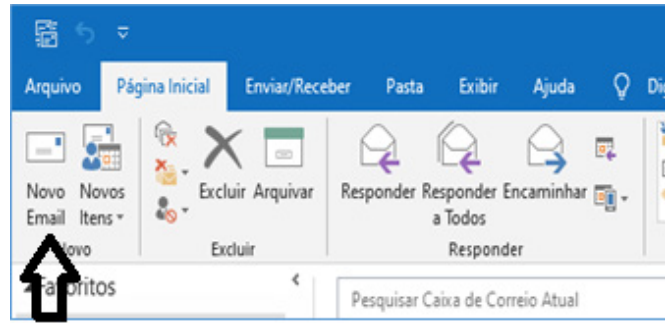 Arquivo Página Inicial Enviar/Receber Pasta Exibir Ajuda
Novo Novos Excluir Arquivar Responder Responder Encaminhar
Email Itens a Todos
Excluir Responder
Pesquisar Caixa de Correio Atual